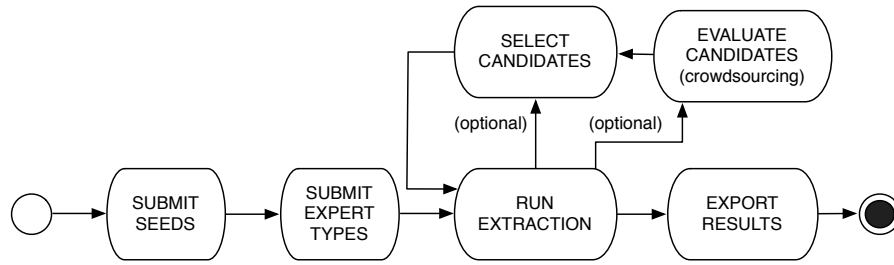 SELECT
CANDIDATES
EVALUATE
CANDIDATES
(crowdsourcing)
(optional)
(optional)
SUBMIT
SEEDS
SUBMIT
EXPERT
TYPES
RUN
EXTRACTION
EXPORT
RESULTS